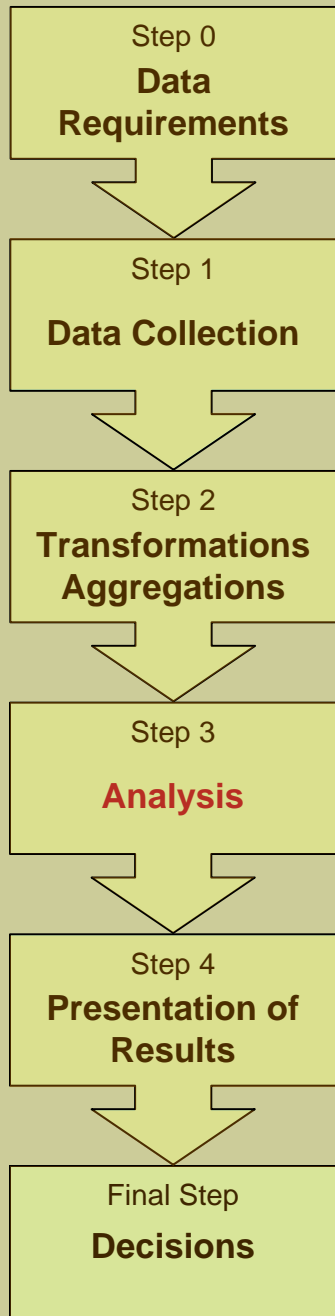 Step 0
Data
Requirements
Step 1
Data Collection
Step 2
Transformations
Aggregations
Step 3
Analysis
Step 4
Presentation of
Results
Final Step
Decisions